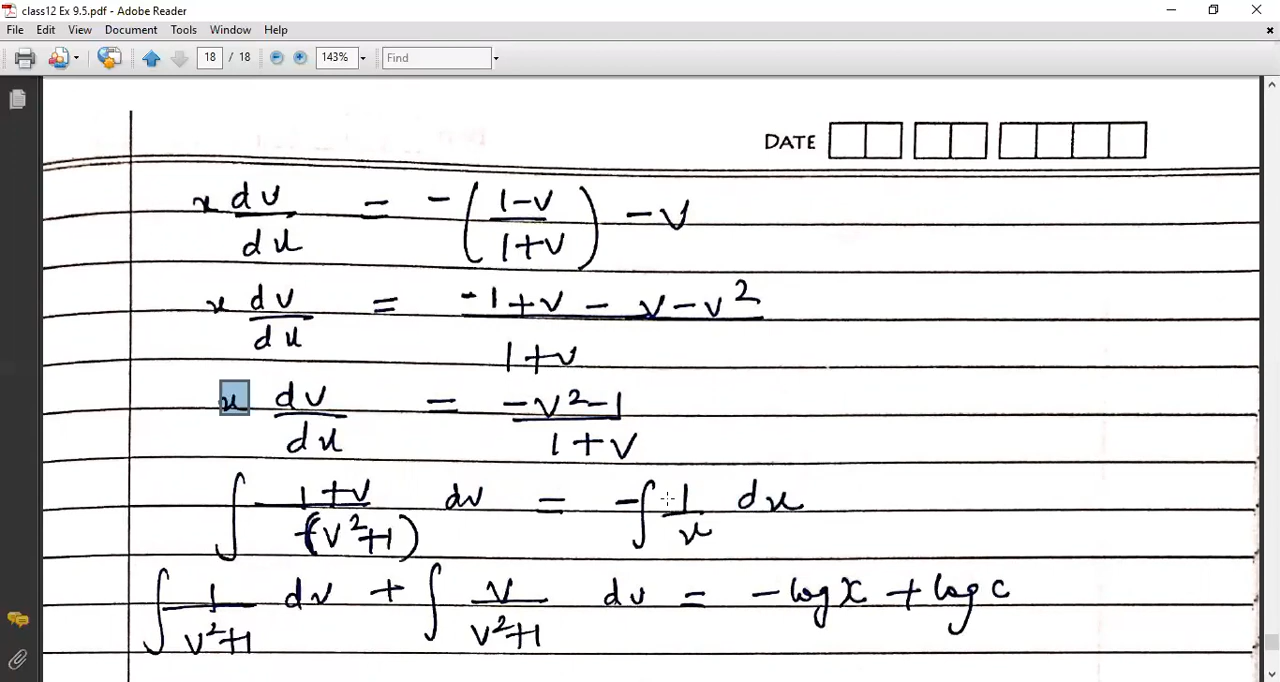 class12 Ex 9.5.pdf - Adobe Reader
File Edit View Document Tools Window Help
18 / 18 143% Find
DATE
x dv/dx = -((1-v)/(1+v)) - v
x dv/dx = (-1+v-v-v²)/(1+v)
x dv/dx = (-v²-1)/(1+v)
∫ (1+v)/(v²+1) dv = -∫ 1/x dx
∫ 1/(v²+1) dv + ∫ v/(v²+1) dv = -log x + log c